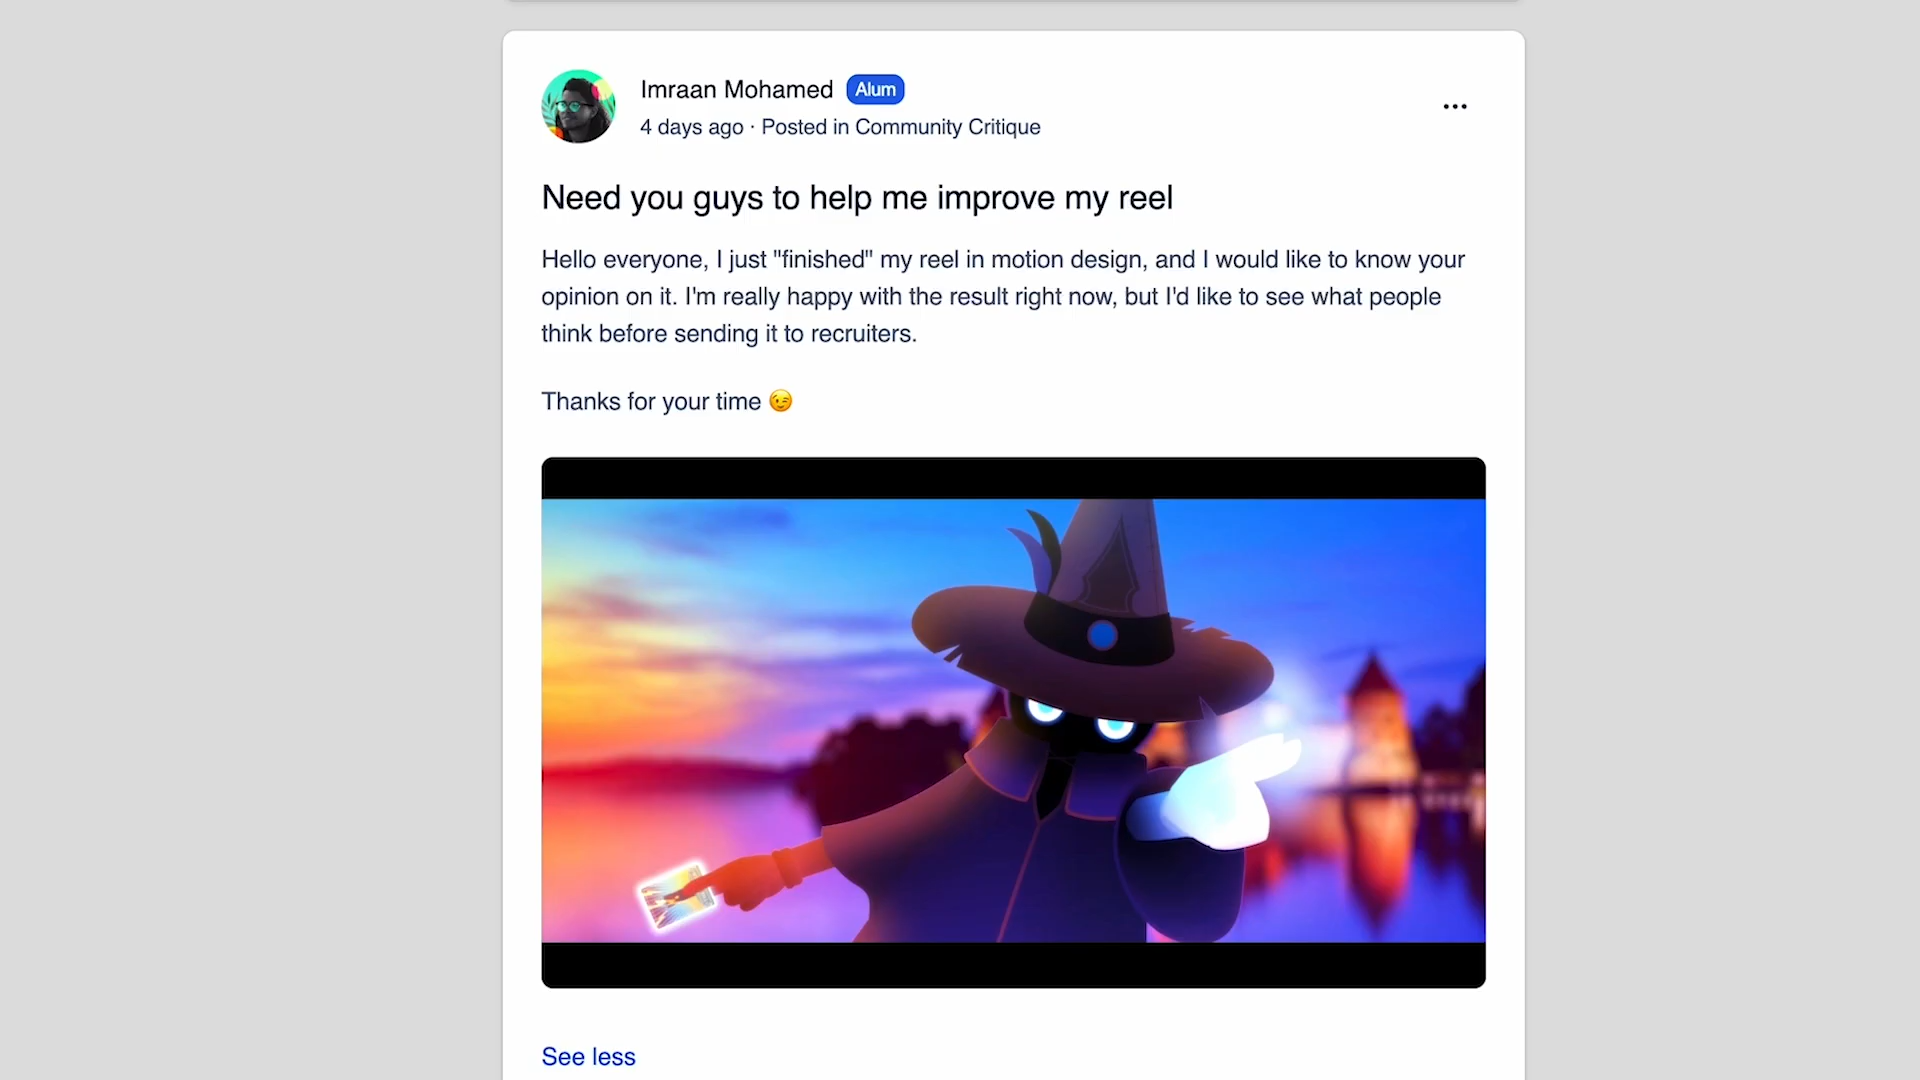 Imraan Mohamed Alum
4 days ago · Posted in Community Critique
Need you guys to help me improve my reel
Hello everyone, I just "finished" my reel in motion design, and I would like to know your
opinion on it. I'm really happy with the result right now, but I'd like to see what people
think before sending it to recruiters.
Thanks for your time 😉
See less